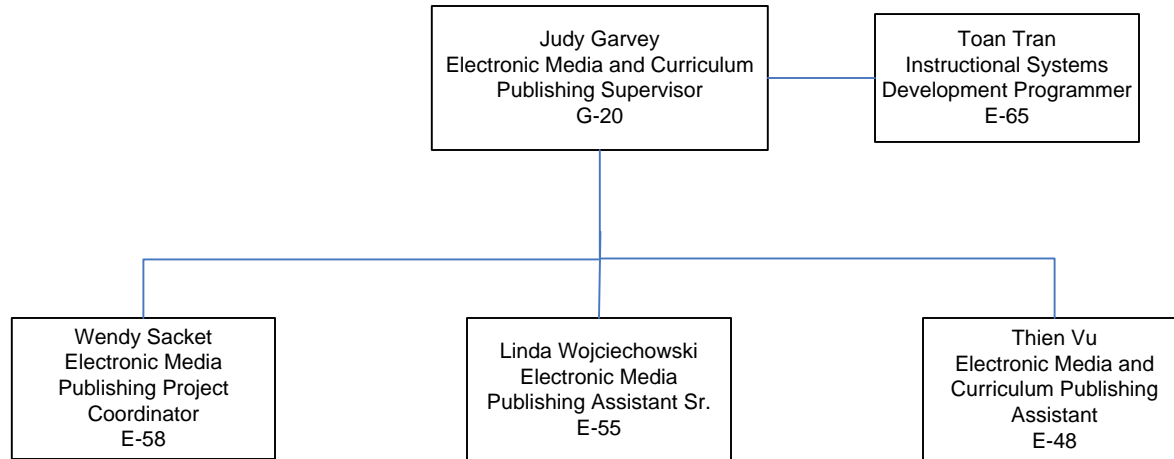 Judy Garvey
Electronic Media and Curriculum
Publishing Supervisor
G-20
Toan Tran
Instructional Systems
Development Programmer
E-65
Wendy Sacket
Electronic Media
Publishing Project
Coordinator
E-58
Linda Wojciechowski
Electronic Media
Publishing Assistant Sr.
E-55
Thien Vu
Electronic Media and
Curriculum Publishing
Assistant
E-48